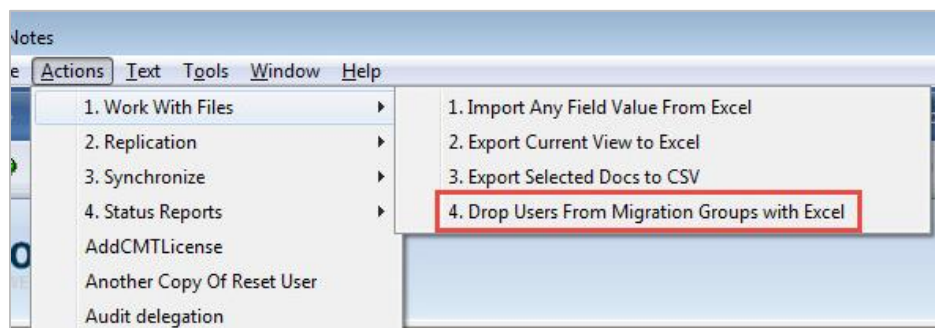 Notes
Actions Text Tools Window Help
1. Work With Files
2. Replication
3. Synchronize
4. Status Reports
AddCMTLicense
Another Copy Of Reset User
Audit delegation
1. Import Any Field Value From Excel
2. Export Current View to Excel
3. Export Selected Docs to CSV
4. Drop Users From Migration Groups with Excel